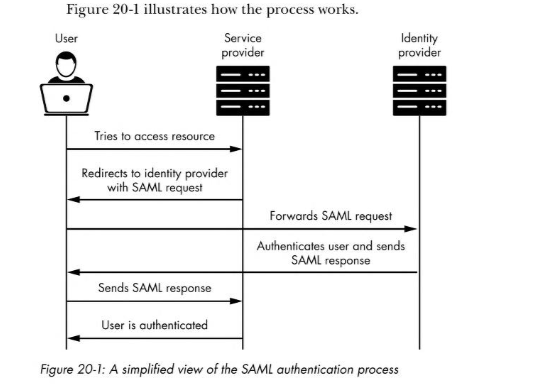 Figure 20-1 illustrates how the process works.
User
Service
provider
Identity
provider
Tries to access resource
Redirects to identity provider
with SAML request
Forwards SAML request
Authenticates user and sends
SAML response
Sends SAML response
User is authenticated
Figure 20-1: A simplified view of the SAML authentication process